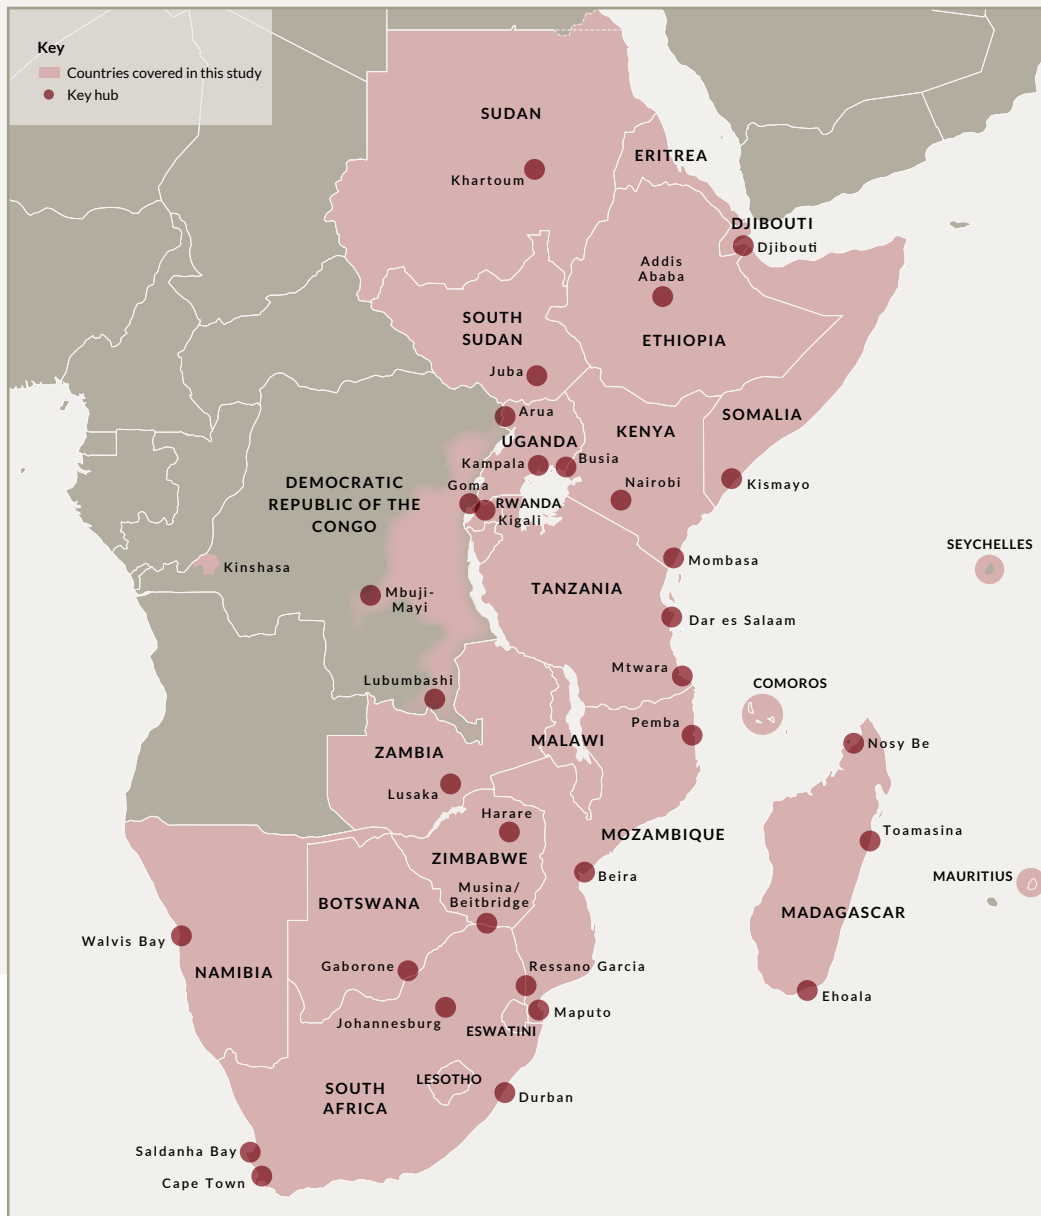 Key
Countries covered in this study
Key hub
SUDAN
ERITREA
Khartoum
DJIBOUTI
Djibouti
Addis
Ababa
SOUTH
SUDAN
ETHIOPIA
Juba
Arua
SOMALIA
UGANDA
KENYA
Kampala
Busia
DEMOCRATIC
REPUBLIC OF THE
CONGO
Goma
Nairobi
Kismayo
RWANDA
Kigali
SEYCHELLES
Kinshasa
Mombasa
Mbuji-
Mayi
TANZANIA
Dar es Salaam
Lubumbashi
Mtwara
COMOROS
Pemba
ZAMBIA
MALAWI
Nosy Be
Lusaka
Harare
MOZAMBIQUE
Toamasina
ZIMBABWE
Beira
MAURITIUS
Musina/
Beitbridge
BOTSWANA
MADAGASCAR
Walvis Bay
NAMIBIA
Gaborone
Ressano Garcia
Ehoala
Johannesburg
Maputo
ESWATINI
LESOTHO
SOUTH
AFRICA
Durban
Saldanha Bay
Cape Town